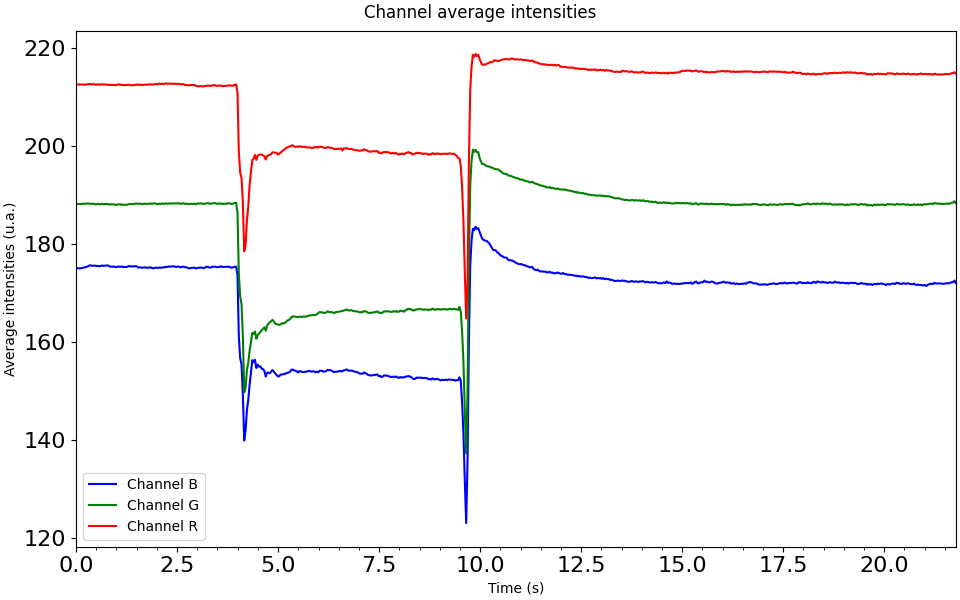 Channel average intensities
Average intensities (u.a.)
220
200
180
160
140
120
Channel B
Channel G
Channel R
0.0 2.5 5.0 7.5 10.0 12.5 15.0 17.5 20.0
Time (s)